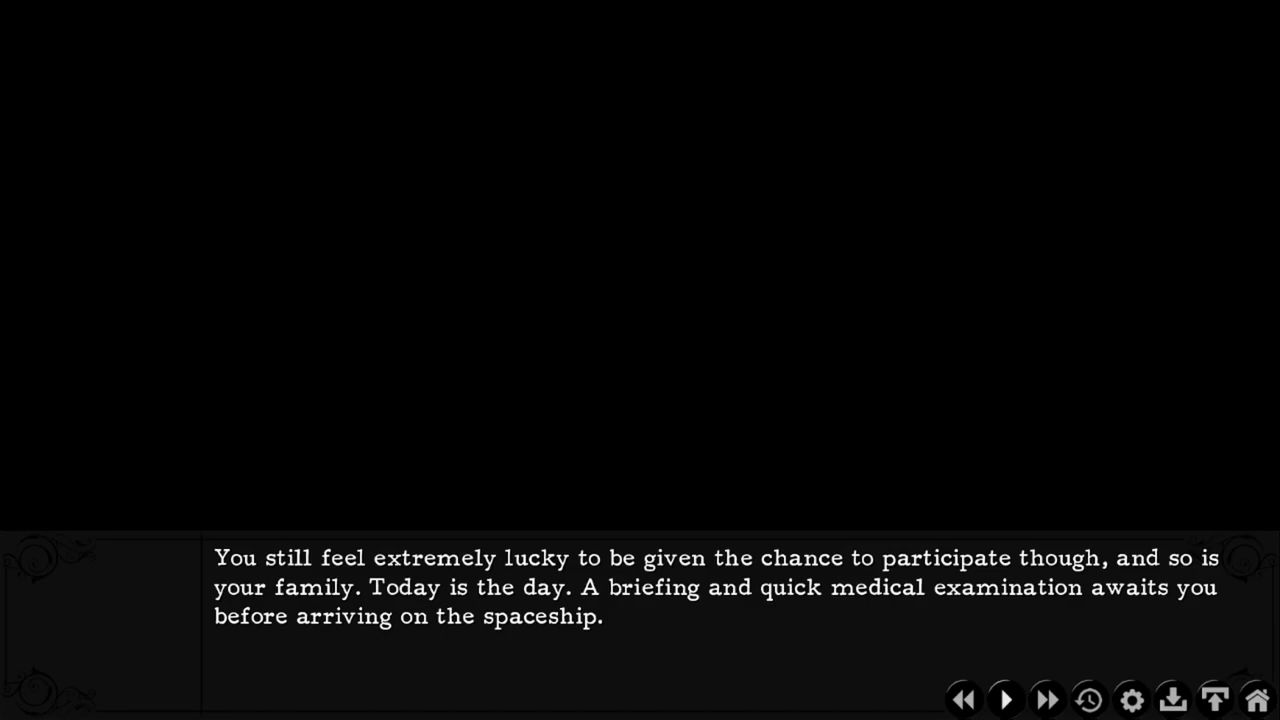 You still feel extremely lucky to be given the chance to participate though, and so is
your family. Today is the day. A briefing and quick medical examination awaits you
before arriving on the spaceship.